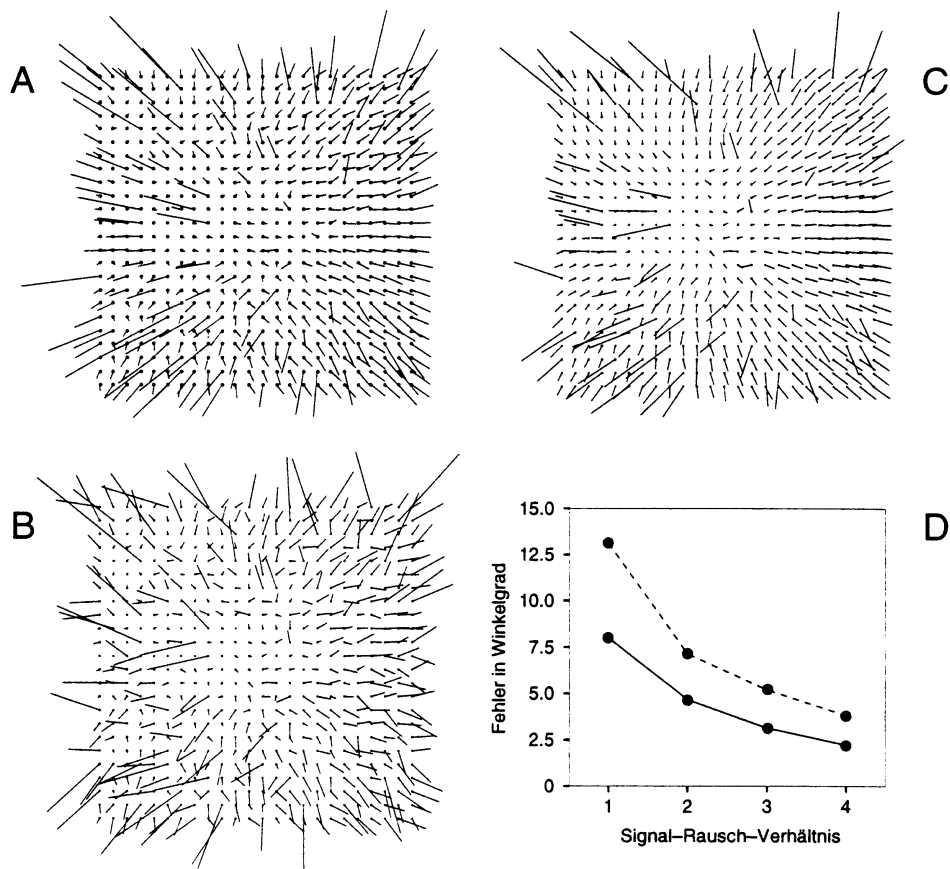 A
C
B
D
Fehler in Winkelgrad
15.0
12.5
10.0
7.5
5.0
2.5
0
1 2 3 4
Signal–Rausch–Verhältnis